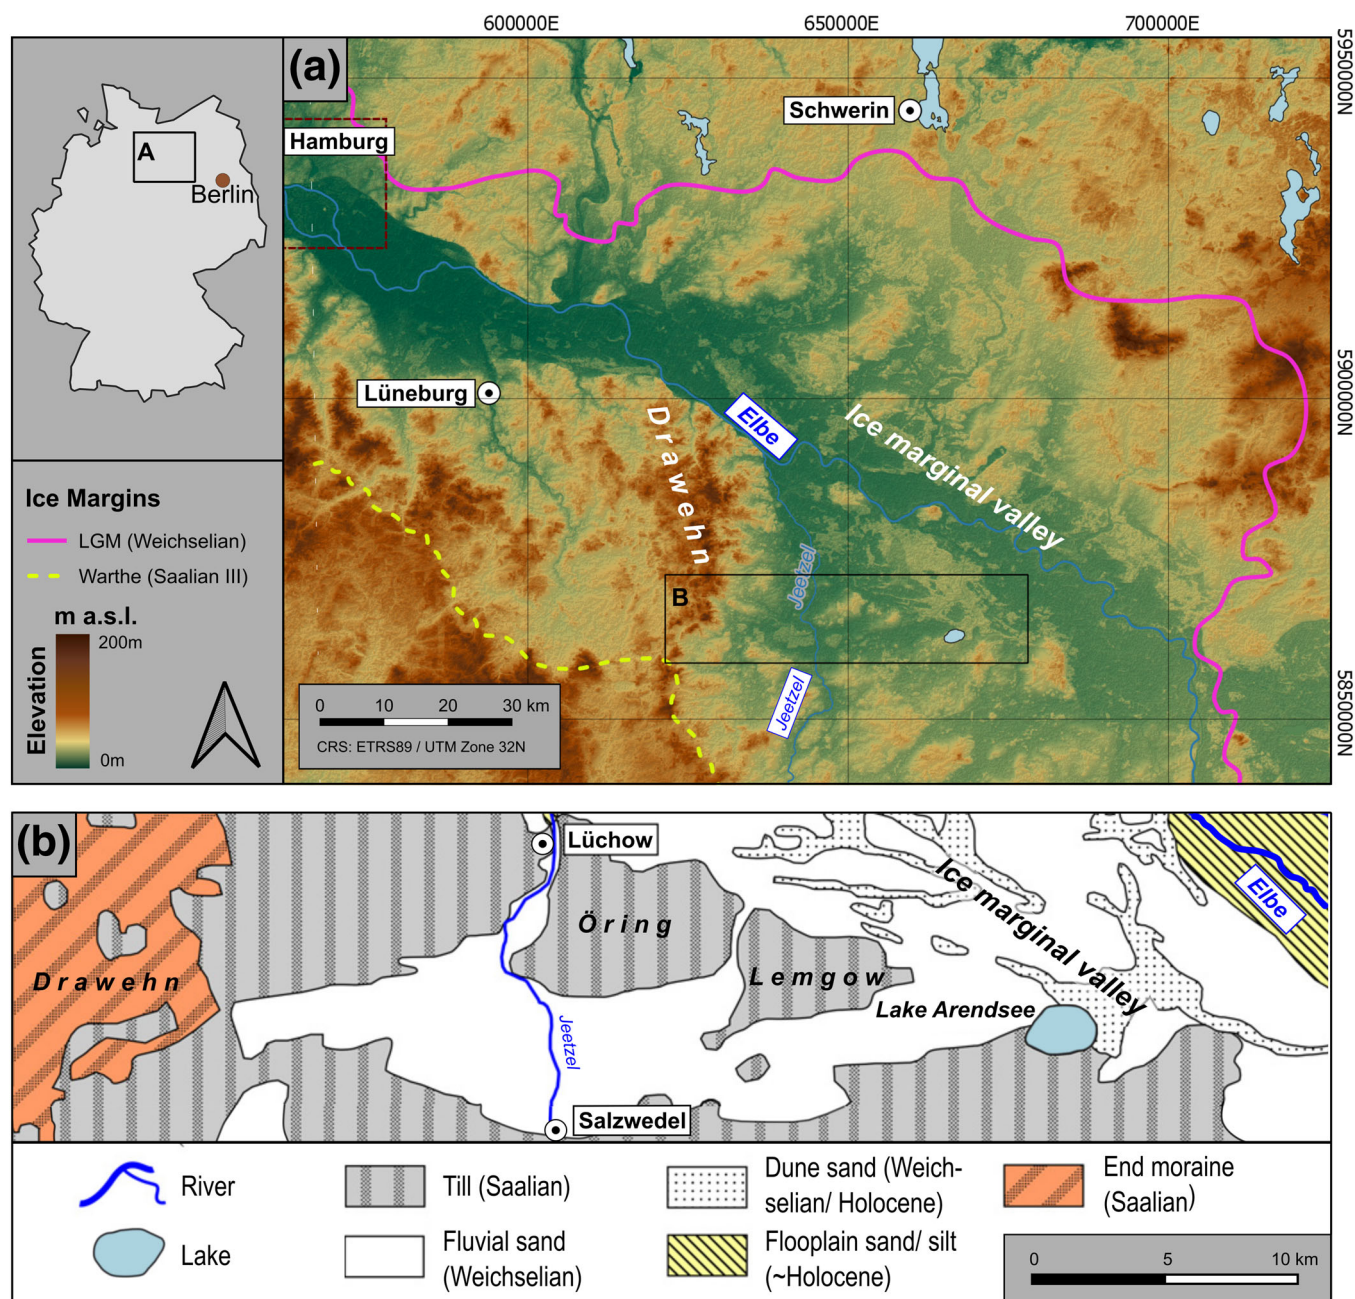 600000E
650000E
700000E
(a)
5950000N
5900000N
5850000N
A
Berlin
Hamburg
Schwerin
Lüneburg
Drawehn
Elbe
Ice marginal valley
Jeetzel
B
Jeetzel
Ice Margins
LGM (Weichselian)
Warthe (Saalian III)
m a.s.l.
200m
Elevation
0m
0 10 20 30 km
CRS: ETRS89 / UTM Zone 32N
(b)
Lüchow
Öring
Drawehn
Lemgow
Ice marginal valley
Elbe
Lake Arendsee
Jeetzel
Salzwedel
River
Lake
Till (Saalian)
Fluvial sand
(Weichselian)
Dune sand (Weich-
selian/ Holocene)
Flooplain sand/ silt
(~Holocene)
End moraine
(Saalian)
0 5 10 km